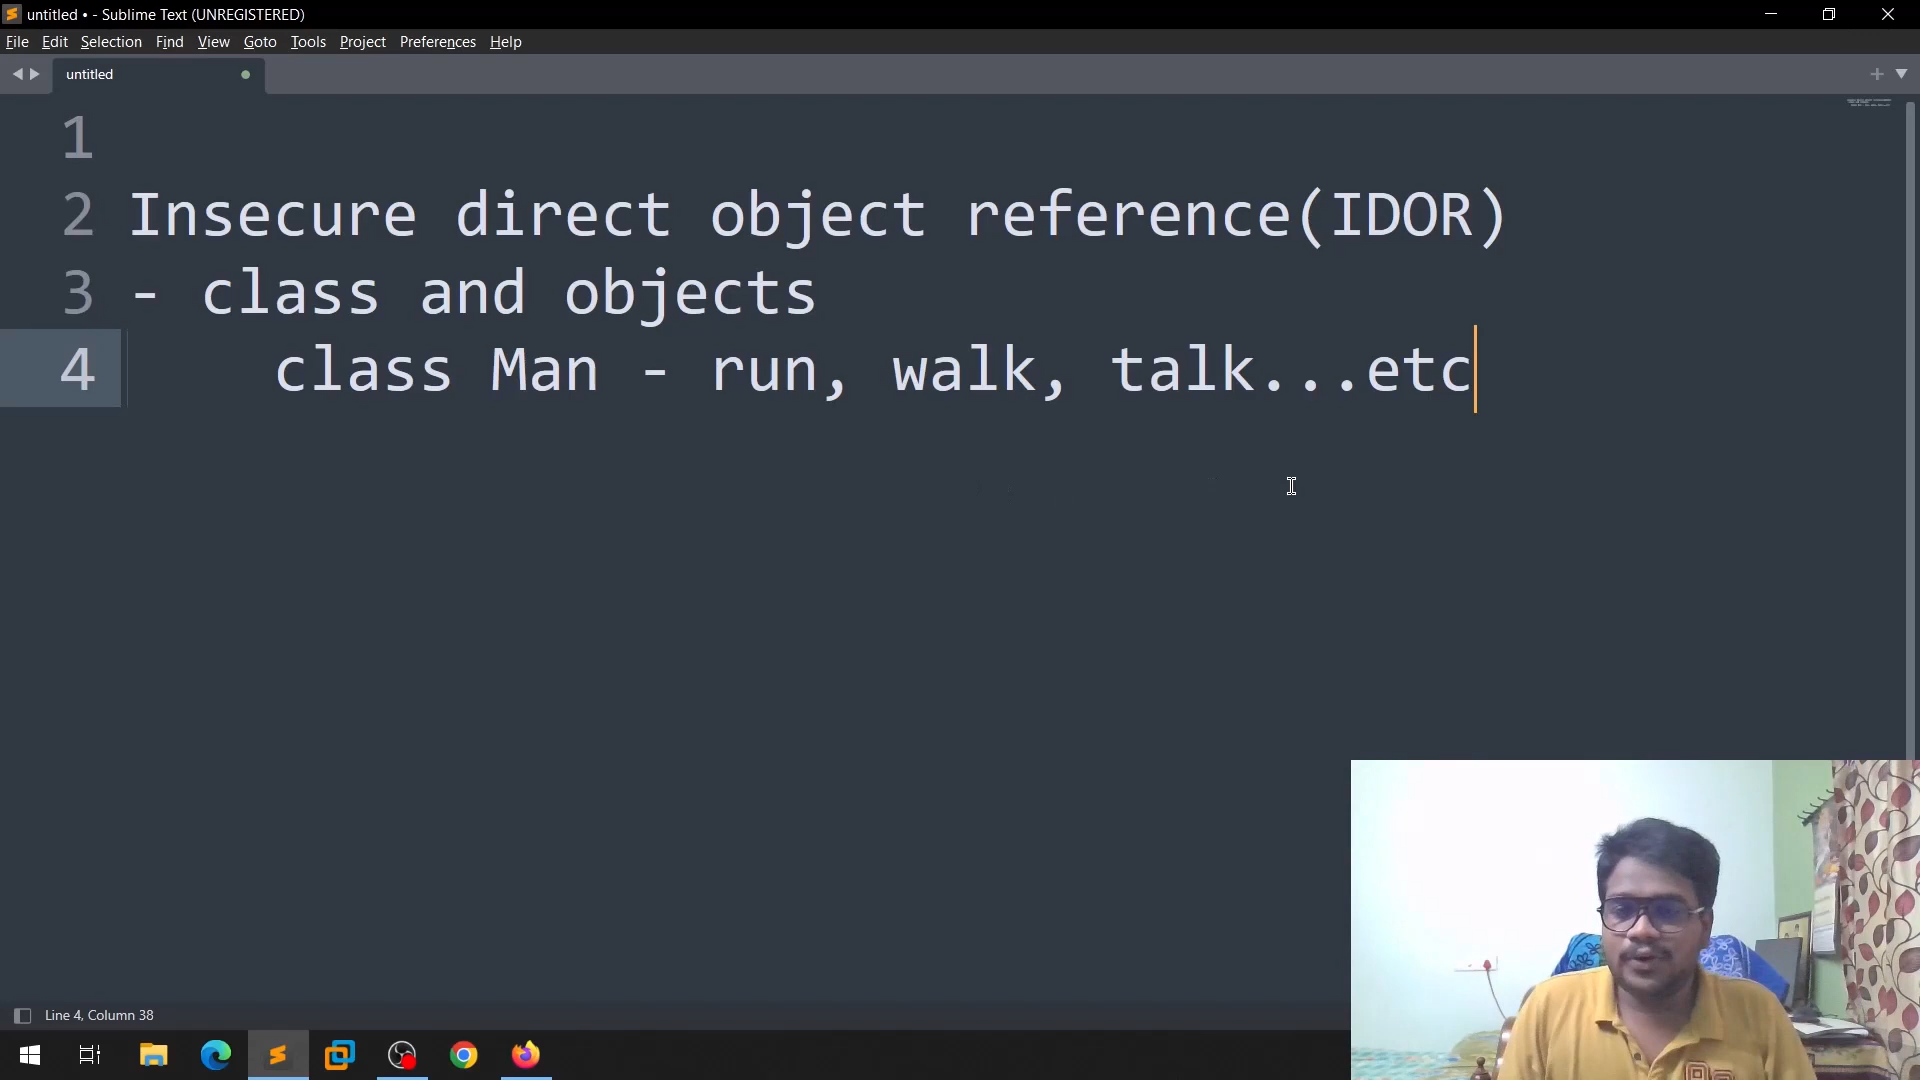 untitled • - Sublime Text (UNREGISTERED)
File Edit Selection Find View Goto Tools Project Preferences Help
untitled
1
2 Insecure direct object reference(IDOR)
3 - class and objects
4 class Man - run, walk, talk...etc
Line 4, Column 38